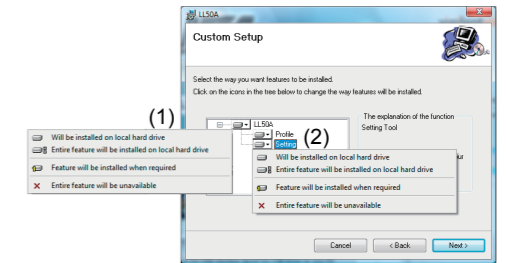 LL50A
Custom Setup
Select the way you want features to be installed.
Click on the icons in the tree below to change the way features will be installed.
(1)
LL50A
Profile
Setting
(2)
The explanation of the function
Setting Tool
Will be installed on local hard drive
Entire feature will be installed on local hard drive
Feature will be installed when required
Entire feature will be unavailable
Will be installed on local hard drive
Entire feature will be installed on local hard drive
Feature will be installed when required
Entire feature will be unavailable
ur
Cancel
< Back
Next >